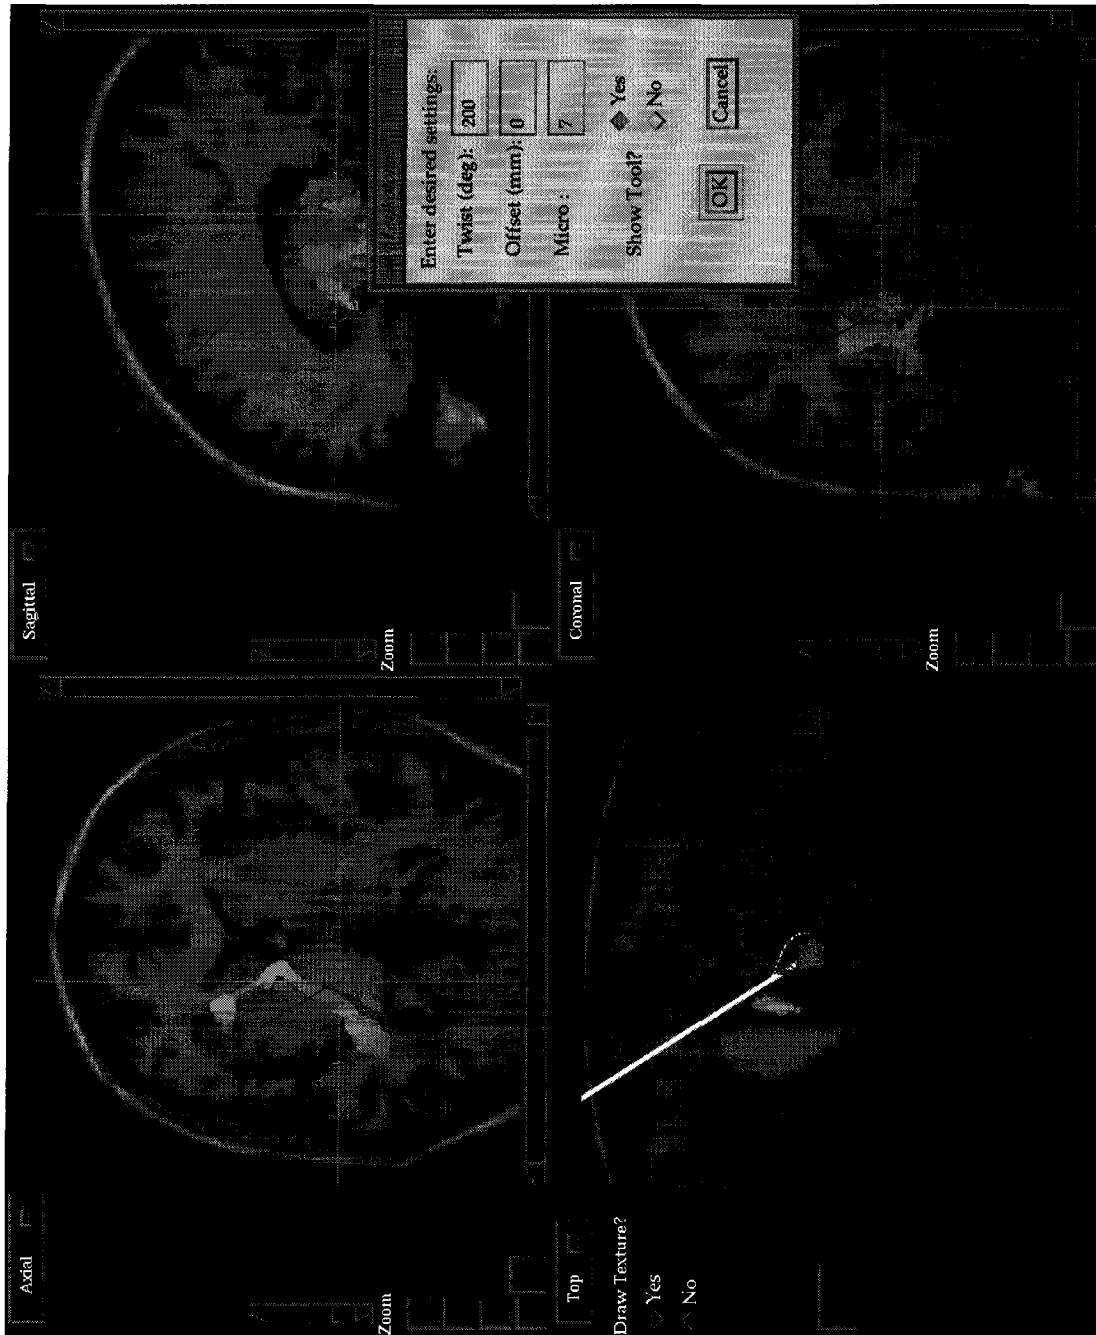 Axial
Zoom
Sagittal
Zoom
Enter desired settings:
Twist (deg): 200
Offset (mm): 0
Micro : 7
Show Tool? Yes
No
OK Cancel
Top
Draw Texture?
Yes
No
Coronal
Zoom